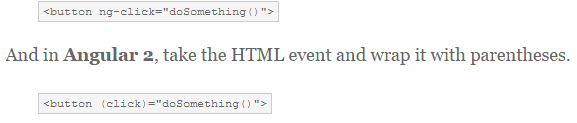 <button ng-click="doSomething()">
And in Angular 2, take the HTML event and wrap it with parentheses.
<button (click)="doSomething()">